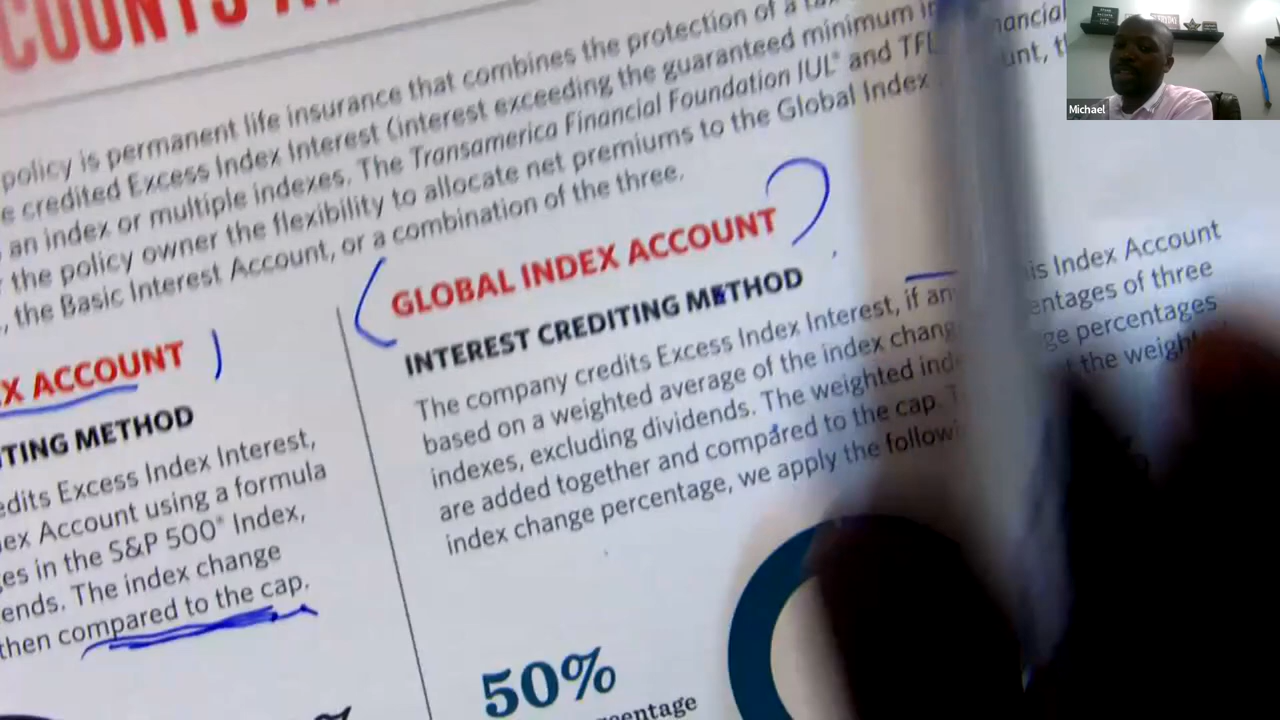 COUNTS
policy is permanent life insurance that combines the protection of a
credited Excess Index Interest (interest exceeding the guaranteed minimum
an index or multiple indexes. The Transamerica Financial Foundation IUL® and TFL
the policy owner the flexibility to allocate net premiums to the Global Index
, the Basic Interest Account, or a combination of the three.
X ACCOUNT
TING METHOD
edits Excess Index Interest,
ex Account using a formula
es in the S&P 500® Index,
ends. The index change
then compared to the cap.
GLOBAL INDEX ACCOUNT
INTEREST CREDITING METHOD
The company credits Excess Index Interest, if an is Index Account
based on a weighted average of the index chang entages of three
indexes, excluding dividends. The weighted ind ge percentages
are added together and compared to the cap. the weight
index change percentage, we apply the followi
50%
centage
Michael